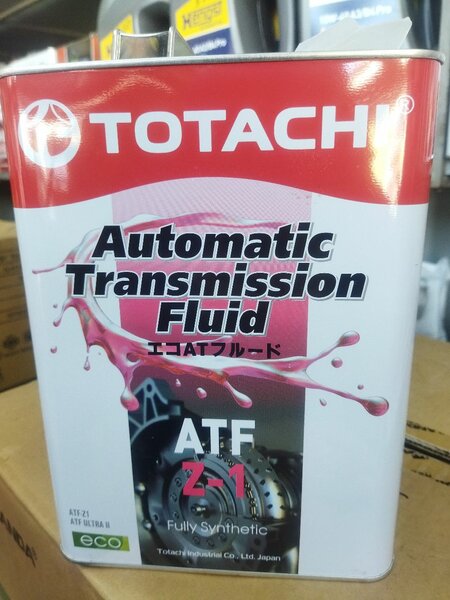 Hengst
TOTACHI®
Automatic
Transmission
Fluid
エコATフルード
ATF
Z-1
Fully Synthetic
Totachi Industrial Co., Ltd. Japan
ATF Z1
ATF ULTRA II
eco